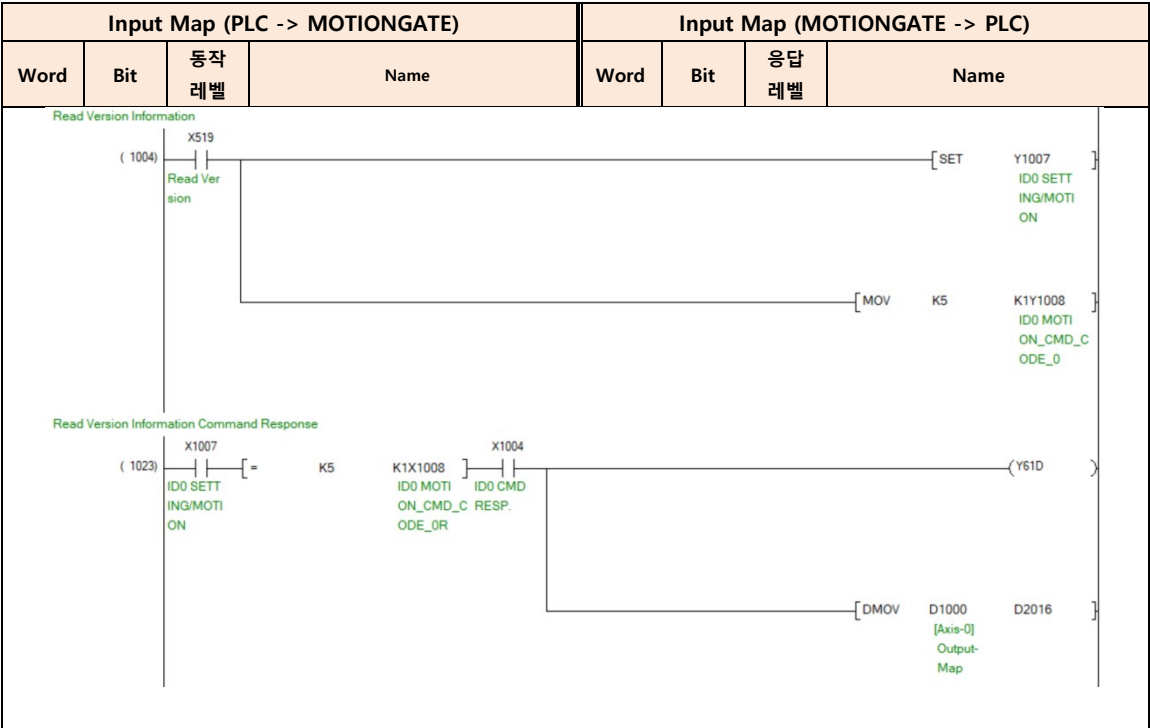 Input Map (PLC -> MOTIONGATE) Input Map (MOTIONGATE -> PLC)
Word Bit 동작 레벨 Name Word Bit 응답 레벨 Name
Read Version Information
X519
( 1004) [SET Y1007 ]
Read Ver ID0 SETT
sion ING/MOTI
ON
[MOV K5 K1Y1008 ]
ID0 MOTI
ON_CMD_C
ODE_0
Read Version Information Command Response
X1007 X1004
( 1023) [= K5 K1X1008 ] (Y61D )
ID0 SETT ID0 MOTI ID0 CMD
ING/MOTI ON_CMD_C RESP.
ON ODE_0R
[DMOV D1000 D2016 ]
[Axis-0]
Output-
Map